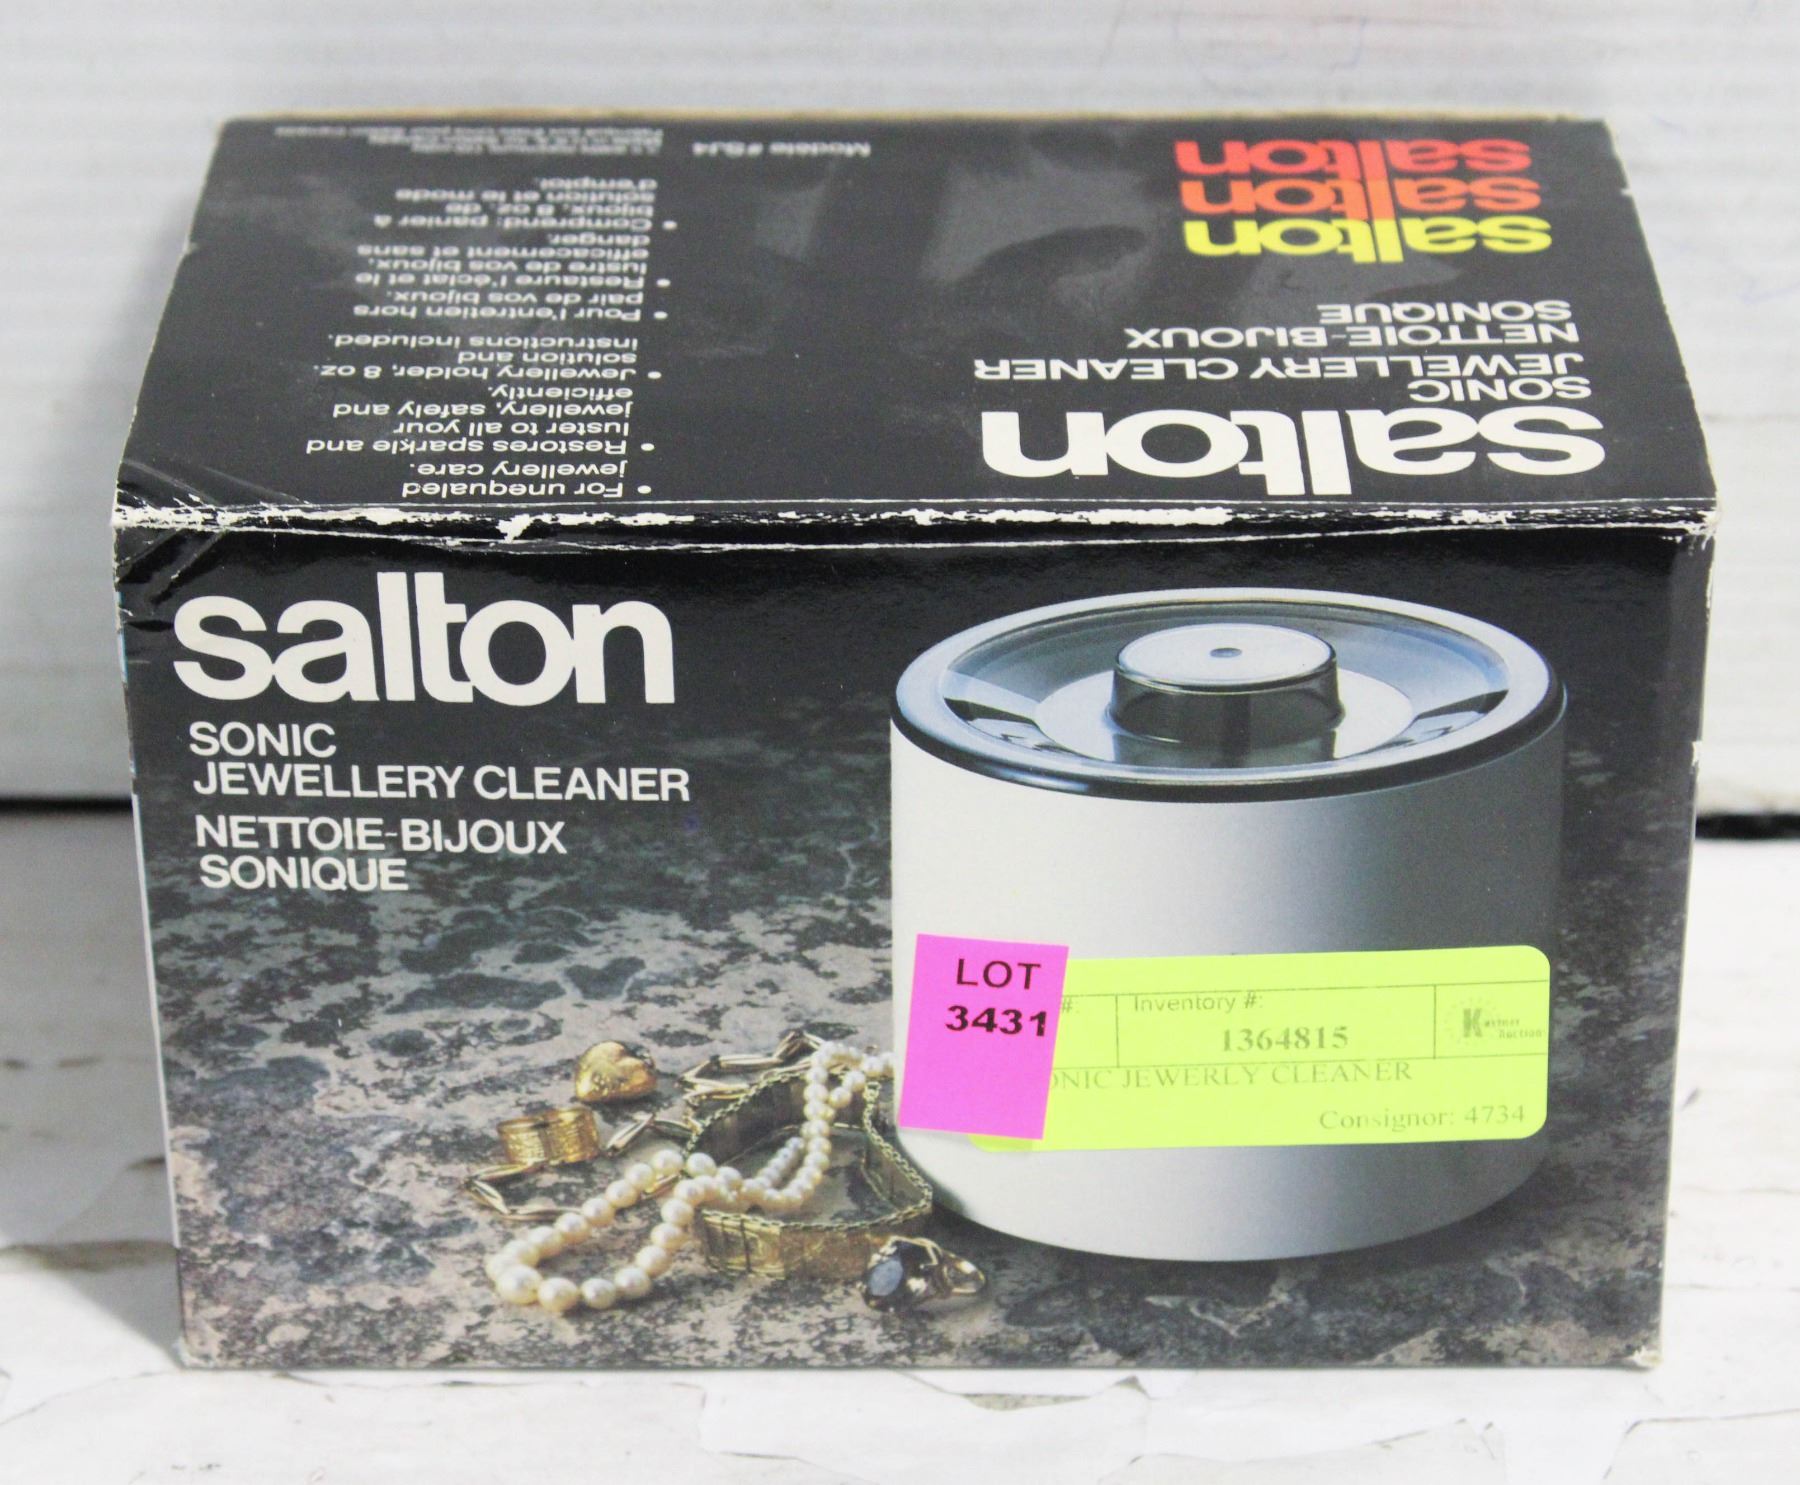 salton
salton
salton
salton
SONIC
JEWELLERY CLEANER
NETTOIE-BIJOUX
SONIQUE
• For unequaled
jewellery care.
• Restores sparkle and
luster to all your
jewellery, safely and
efficiently.
• Jewellery holder, 8 oz.
solution and
instructions included.
• Pour l'entretien hors
pair de vos bijoux.
• Restaure l'éclat et le
lustre de vos bijoux,
efficacement et sans
danger.
• Comprend: panier à
bijoux, 8 oz. de
solution et le mode
d'emploi.
Modèle #SJ4
salton
SONIC
JEWELLERY CLEANER
NETTOIE-BIJOUX
SONIQUE
LOT
3431
#:
Inventory #:
1364815
Kastner
Auction
ONIC JEWERLY CLEANER
Consignor: 4734